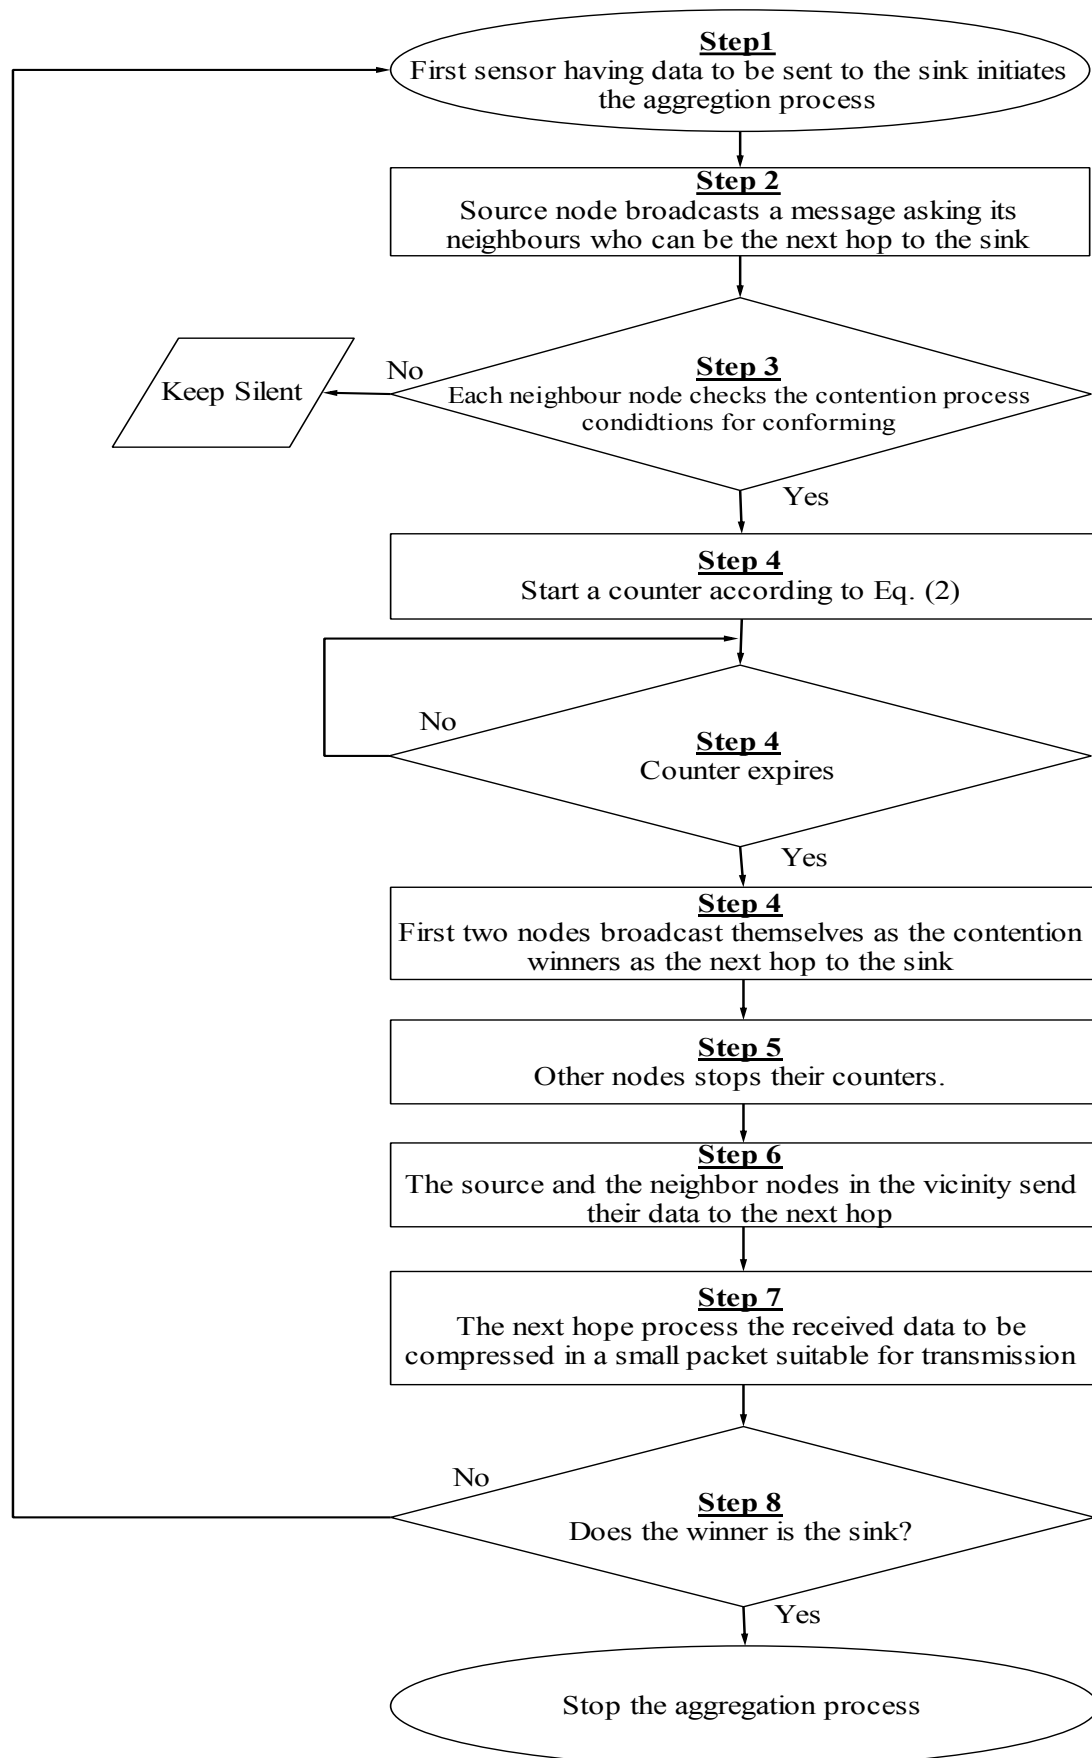 Step1
First sensor having data to be sent to the sink initiates
the aggregtion process
Step 2
Source node broadcasts a message asking its
neighbours who can be the next hop to the sink
No
Keep Silent
Step 3
Each neighbour node checks the contention process
condidtions for conforming
Yes
Step 4
Start a counter according to Eq. (2)
No
Step 4
Counter expires
Yes
Step 4
First two nodes broadcast themselves as the contention
winners as the next hop to the sink
Step 5
Other nodes stops their counters.
Step 6
The source and the neighbor nodes in the vicinity send
their data to the next hop
Step 7
The next hope process the received data to be
compressed in a small packet suitable for transmission
No
Step 8
Does the winner is the sink?
Yes
Stop the aggregation process